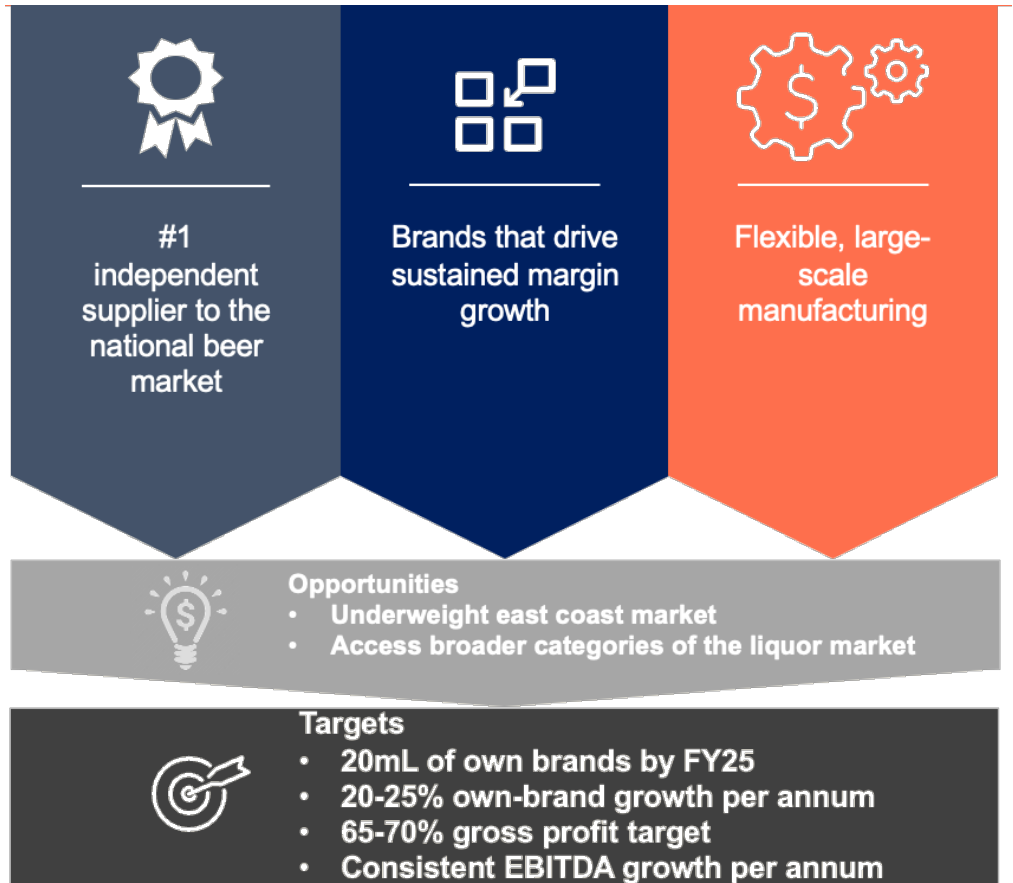 #1
independent
supplier to the
national beer
market
Brands that drive
sustained margin
growth
Flexible, large-
scale
manufacturing
$
$
Opportunities
• Underweight east coast market
• Access broader categories of the liquor market
Targets
• 20mL of own brands by FY25
• 20-25% own-brand growth per annum
• 65-70% gross profit target
• Consistent EBITDA growth per annum